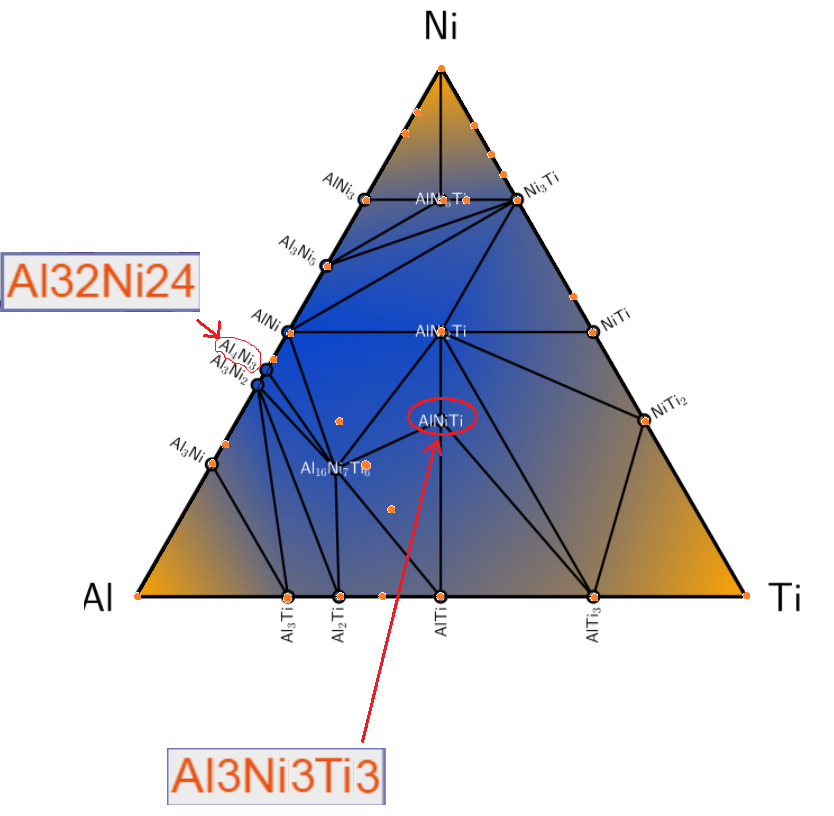 Ni
AlNi₃
AlNi₃Ti
Ni₃Ti
Al₃Ni₅
Al32Ni24
AlNi
AlNi₂Ti
NiTi
Al₄Ni₃
Al₃Ni₂
NiTi₂
AlNiTi
Al₃Ni
Al₁₆Ni₇Ti₆
Al
Ti
Al₃Ti
Al₂Ti
AlTi
AlTi₃
Al3Ni3Ti3